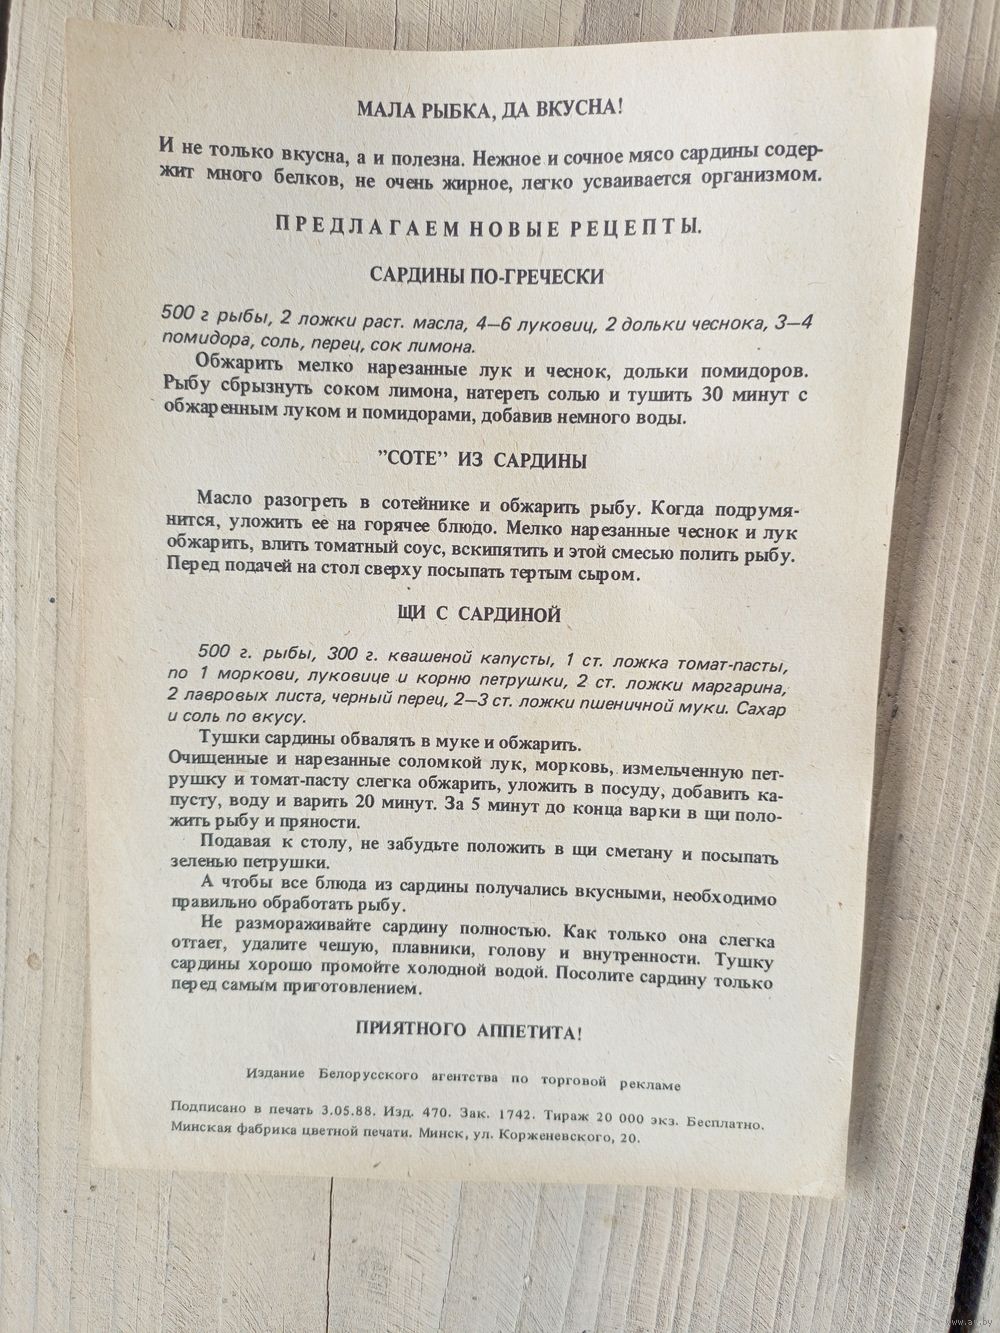 МАЛА РЫБКА, ДА ВКУСНА!
И не только вкусна, а и полезна. Нежное и сочное мясо сардины содер-
жит много белков, не очень жирное, легко усваивается организмом.
ПРЕДЛАГАЕМ НОВЫЕ РЕЦЕПТЫ.
САРДИНЫ ПО-ГРЕЧЕСКИ
500 г рыбы, 2 ложки раст. масла, 4—6 луковиц, 2 дольки чеснока, 3—4
помидора, соль, перец, сок лимона.
Обжарить мелко нарезанные лук и чеснок, дольки помидоров.
Рыбу сбрызнуть соком лимона, натереть солью и тушить 30 минут с
обжаренным луком и помидорами, добавив немного воды.
”СОТЕ” ИЗ САРДИНЫ
Масло разогреть в сотейнике и обжарить рыбу. Когда подрумя-
нится, уложить ее на горячее блюдо. Мелко нарезанные чеснок и лук
обжарить, влить томатный соус, вскипятить и этой смесью полить рыбу.
Перед подачей на стол сверху посыпать тертым сыром.
ЩИ С САРДИНОЙ
500 г. рыбы, 300 г. квашеной капусты, 1 ст. ложка томат-пасты,
по 1 моркови, луковице и корню петрушки, 2 ст. ложки маргарина,
2 лавровых листа, черный перец, 2—3 ст. ложки пшеничной муки. Сахар
и соль по вкусу.
Тушки сардины обвалять в муке и обжарить.
Очищенные и нарезанные соломкой лук, морковь, измельченную пет-
рушку и томат-пасту слегка обжарить, уложить в посуду, добавить ка-
пусту, воду и варить 20 минут. За 5 минут до конца варки в щи поло-
жить рыбу и пряности.
Подавая к столу, не забудьте положить в щи сметану и посыпать
зеленью петрушки.
А чтобы все блюда из сардины получались вкусными, необходимо
правильно обработать рыбу.
Не размораживайте сардину полностью. Как только она слегка
оттает, удалите чешую, плавники, голову и внутренности. Тушку
сардины хорошо промойте холодной водой. Посолите сардину только
перед самым приготовлением.
ПРИЯТНОГО АППЕТИТА!
Издание Белорусского агентства по торговой рекламе
Подписано в печать 3.05.88. Изд. 470. Зак. 1742. Тираж 20 000 экз. Бесплатно.
Минская фабрика цветной печати. Минск, ул. Корженевского, 20.
www.ay.by